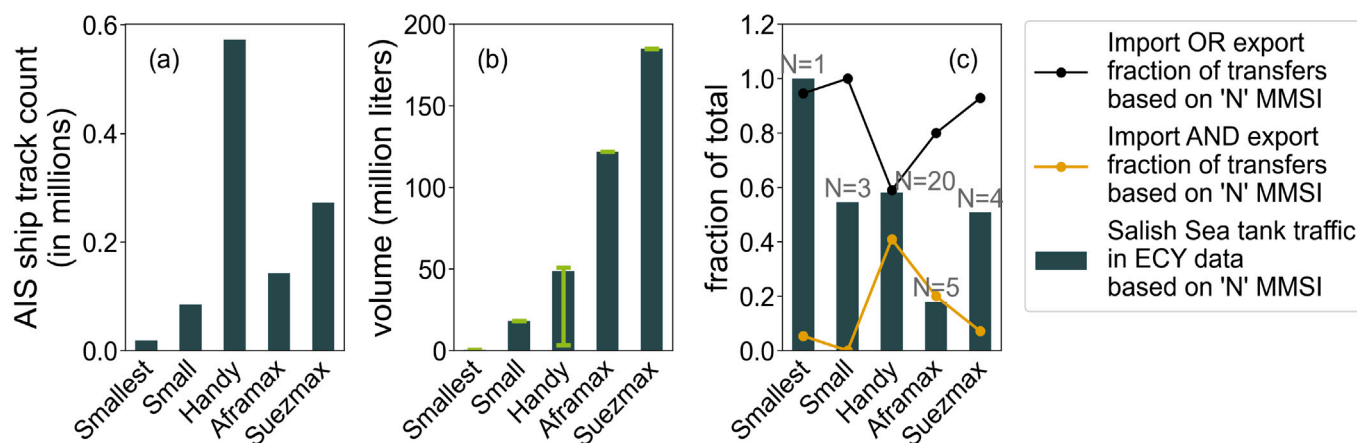 AIS ship track count
(in millions)
0.6
0.4
0.2
0.0
(a)
Smallest
Small
Handy
Aframax
Suezmax
volume (million liters)
200
150
100
50
0
(b)
Smallest
Small
Handy
Aframax
Suezmax
fraction of total
1.2
1.0
0.8
0.6
0.4
0.2
0.0
(c)
N=1
N=3
N=20
N=5
N=4
Smallest
Small
Handy
Aframax
Suezmax
Import OR export
fraction of transfers
based on 'N' MMSI
Import AND export
fraction of transfers
based on 'N' MMSI
Salish Sea tank traffic
in ECY data
based on 'N' MMSI